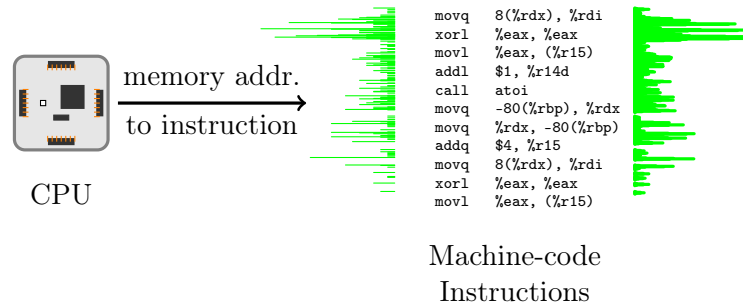 memory addr.
to instruction
CPU
movq 8(%rdx), %rdi
xorl %eax, %eax
movl %eax, (%r15)
addl $1, %r14d
call atoi
movq -80(%rbp), %rdx
movq %rdx, -80(%rbp)
addq $4, %r15
movq 8(%rdx), %rdi
xorl %eax, %eax
movl %eax, (%r15)
Machine-code
Instructions